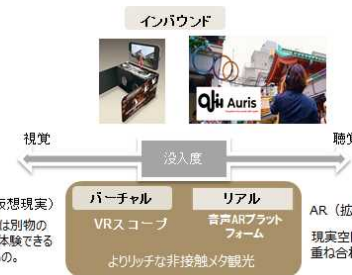 インバウンド
Auris
視覚
聴覚
没入度
仮想現実）
は別物の
体験できる
の。
バーチャル
VRスコープ
リアル
音声ARプラット
フォーム
よりリッチな非接触メタ観光
AR（拡
現実空
重ね合